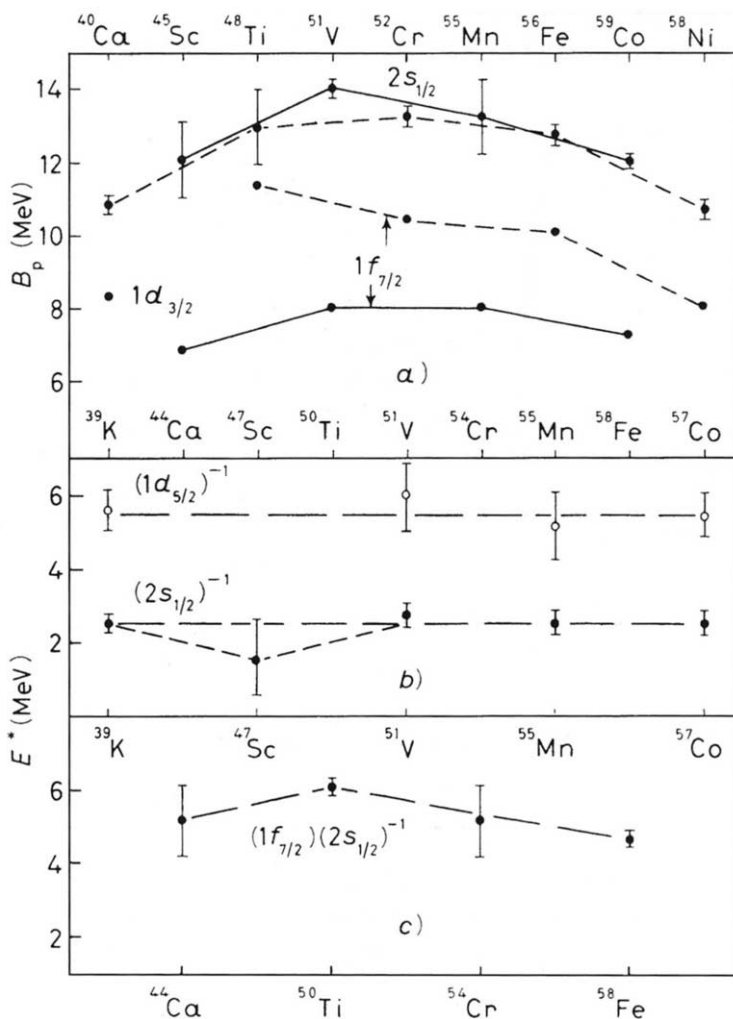 ⁴⁰Ca ⁴⁵Sc ⁴⁸Ti ⁵¹V ⁵²Cr ⁵⁵Mn ⁵⁶Fe ⁵⁹Co ⁵⁸Ni
14
2s₁/₂
12
10
B_p (MeV)
1f₇/₂
1d₃/₂
8
6
a)
³⁹K ⁴⁴Ca ⁴⁷Sc ⁵⁰Ti ⁵¹V ⁵⁴Cr ⁵⁵Mn ⁵⁸Fe ⁵⁷Co
(1d₅/₂)⁻¹
6
4
(2s₁/₂)⁻¹
2
b)
E* (MeV)
³⁹K ⁴⁷Sc ⁵¹V ⁵⁵Mn ⁵⁷Co
6
(1f₇/₂)(2s₁/₂)⁻¹
4
2
c)
⁴⁴Ca ⁵⁰Ti ⁵⁴Cr ⁵⁸Fe